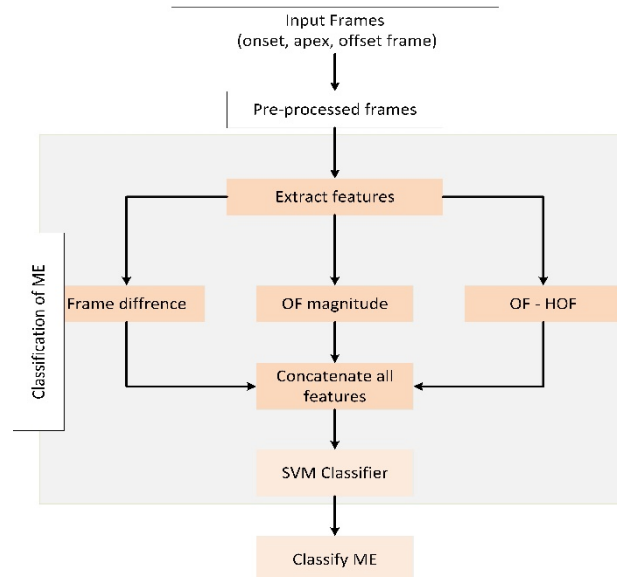 Input Frames
(onset, apex, offset frame)
Pre-processed frames
Extract features
Classification of ME
Frame diffrence
OF magnitude
OF - HOF
Concatenate all
features
SVM Classifier
Classify ME